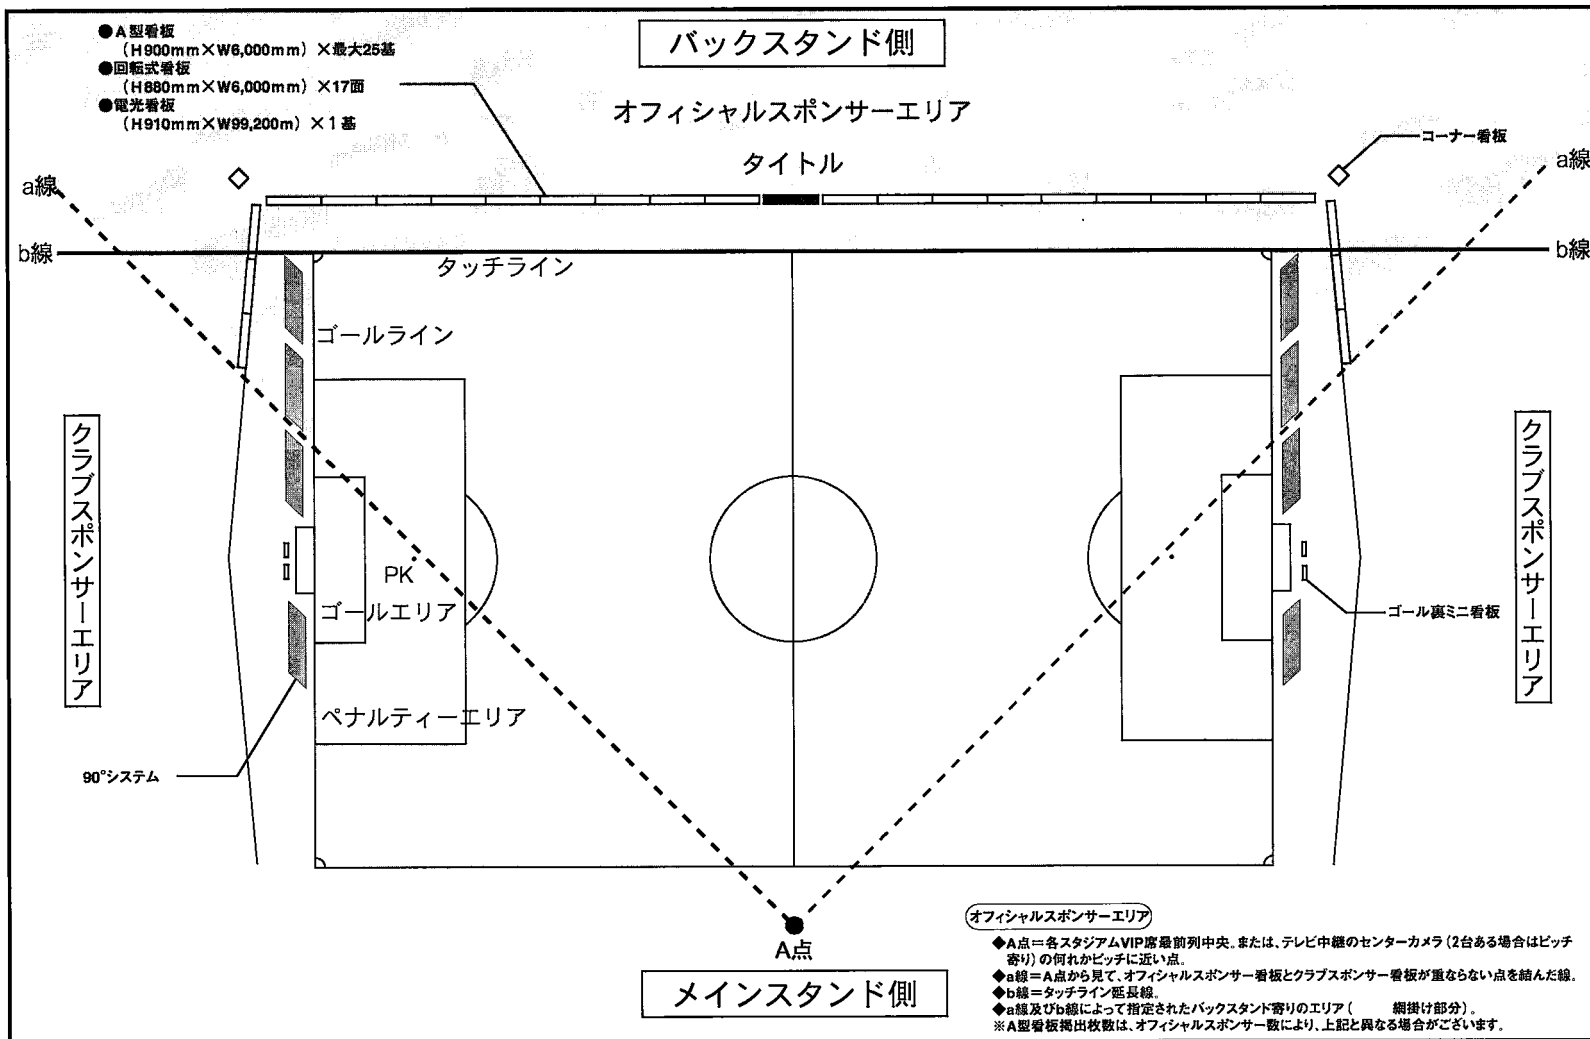 ●A型看板
（H900mm×W6,000mm）×最大25基
●回転式看板
（H880mm×W6,000mm）×17面
●電光看板
（H910mm×W99,200m）×1基
バックスタンド側
オフィシャルスポンサーエリア
タイトル
コーナー看板
a線
a線
b線
b線
タッチライン
ゴールライン
クラブスポンサーエリア
クラブスポンサーエリア
PK
ゴールエリア
ゴール裏ミニ看板
ペナルティーエリア
90°システム
A点
メインスタンド側
オフィシャルスポンサーエリア
◆A点＝各スタジアムVIP席最前列中央。または、テレビ中継のセンターカメラ（2台ある場合はピッチ
寄り）の何れかピッチに近い点。
◆a線＝A点から見て、オフィシャルスポンサー看板とクラブスポンサー看板が重ならない点を結んだ線。
◆b線＝タッチライン延長線。
◆a線及びb線によって指定されたバックスタンド寄りのエリア（　　網掛け部分）。
※A型看板掲出枚数は、オフィシャルスポンサー数により、上記と異なる場合がございます。